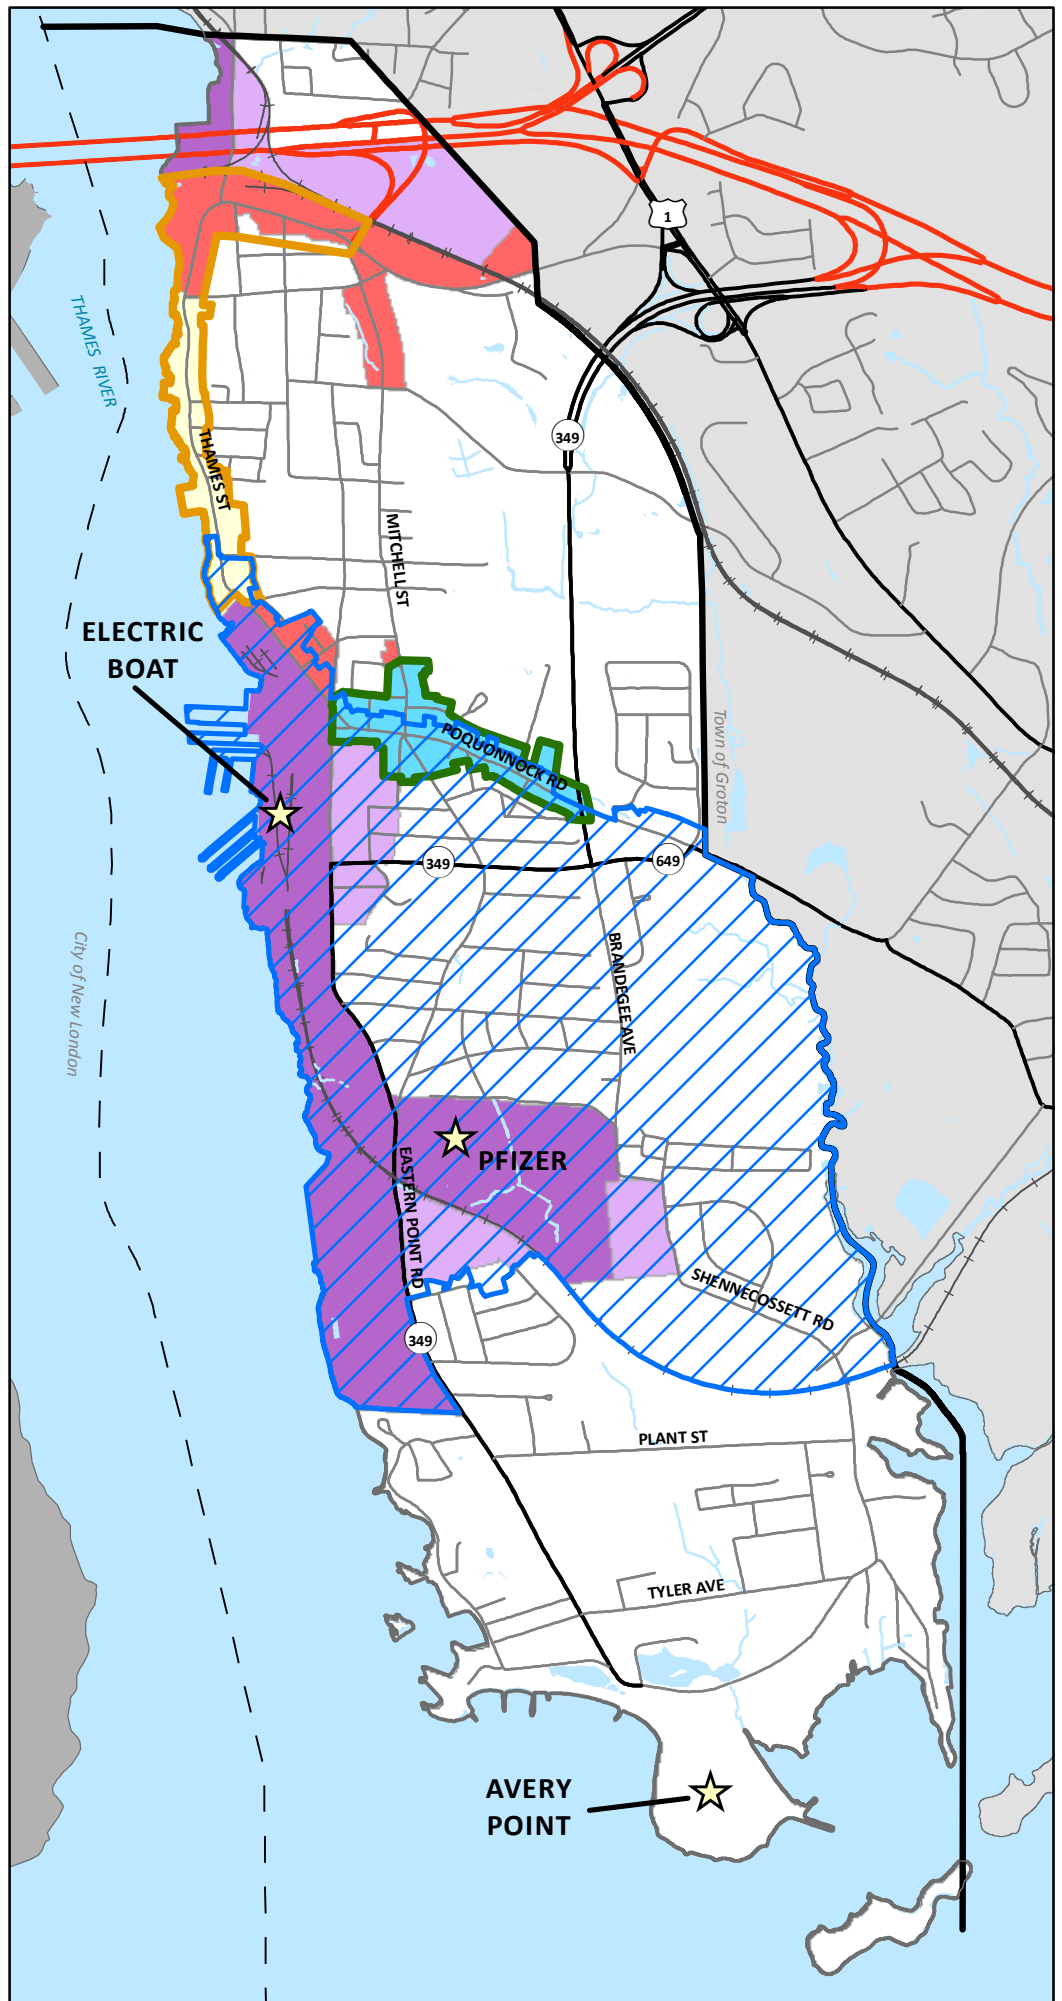 1
THAMES RIVER
349
THAMES ST
MITCHELL ST
ELECTRIC
BOAT
Town of Groton
POQUONNOCK RD
349
649
City of New London
BRANDEGEE AVE
PFIZER
EASTERN POINT RD
SHENNECOSSETT RD
349
PLANT ST
TYLER AVE
AVERY
POINT